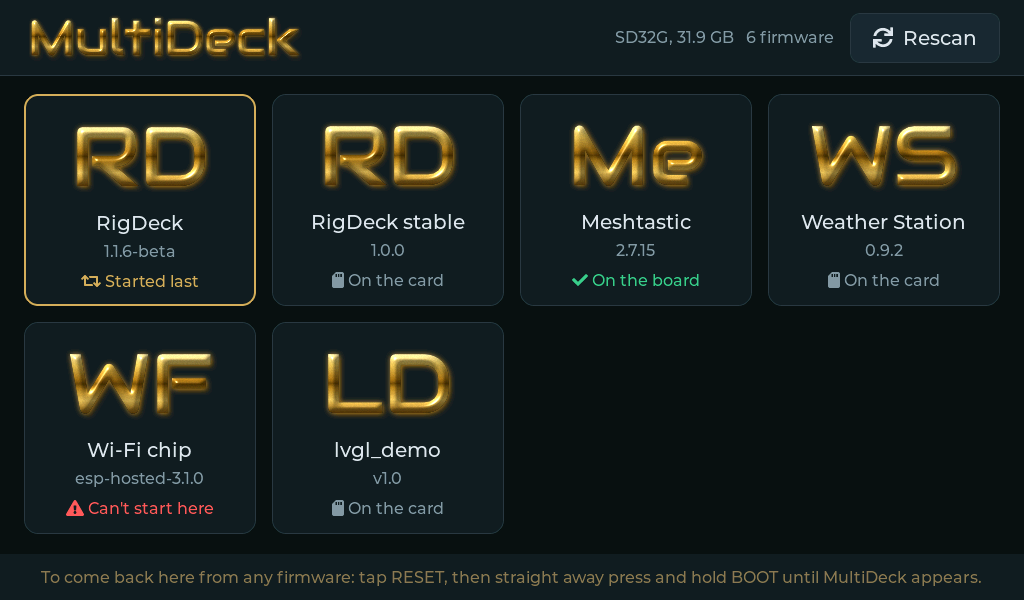 MultiDeck
SD32G, 31.9 GB 6 firmware
Rescan
RD
RigDeck
1.1.6-beta
Started last
RD
RigDeck stable
1.0.0
On the card
Me
Meshtastic
2.7.15
On the board
WS
Weather Station
0.9.2
On the card
WF
Wi-Fi chip
esp-hosted-3.1.0
Can't start here
LD
lvgl_demo
v1.0
On the card
To come back here from any firmware: tap RESET, then straight away press and hold BOOT until MultiDeck appears.